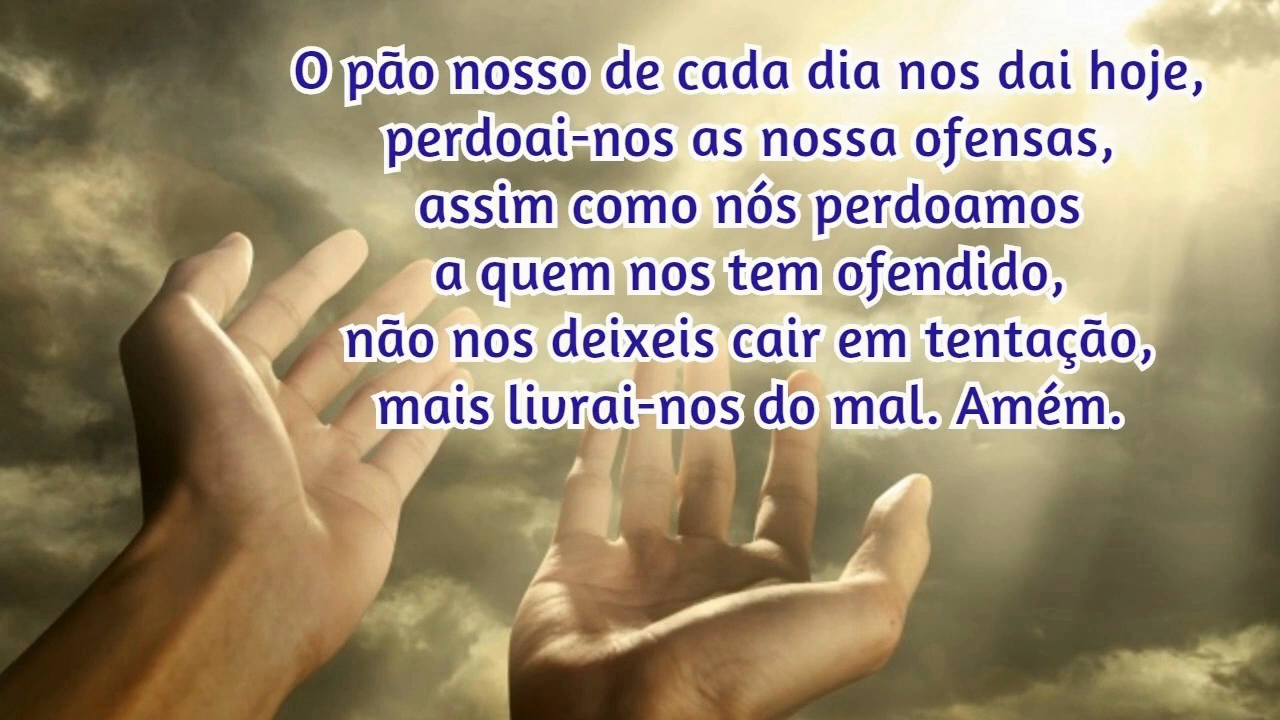 O pão nosso de cada dia nos dai hoje,
perdoai-nos as nossa ofensas,
assim como nós perdoamos
a quem nos tem ofendido,
não nos deixeis cair em tentação,
mais livrai-nos do mal. Amém.